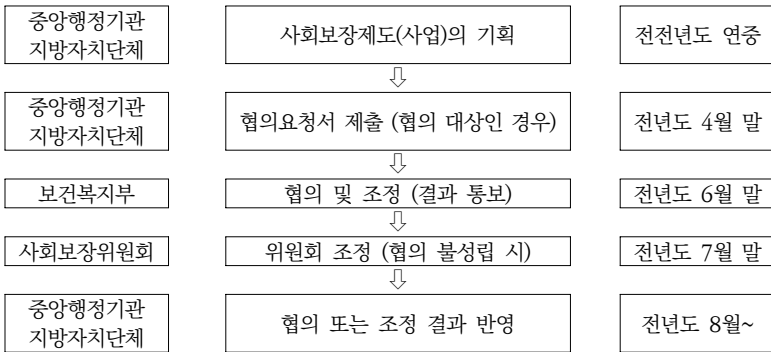 중앙행정기관
지방자치단체
사회보장제도(사업)의 기획
전전년도 연중
중앙행정기관
지방자치단체
협의요청서 제출 (협의 대상인 경우)
전년도 4월 말
보건복지부
협의 및 조정 (결과 통보)
전년도 6월 말
사회보장위원회
위원회 조정 (협의 불성립 시)
전년도 7월 말
중앙행정기관
지방자치단체
협의 또는 조정 결과 반영
전년도 8월~